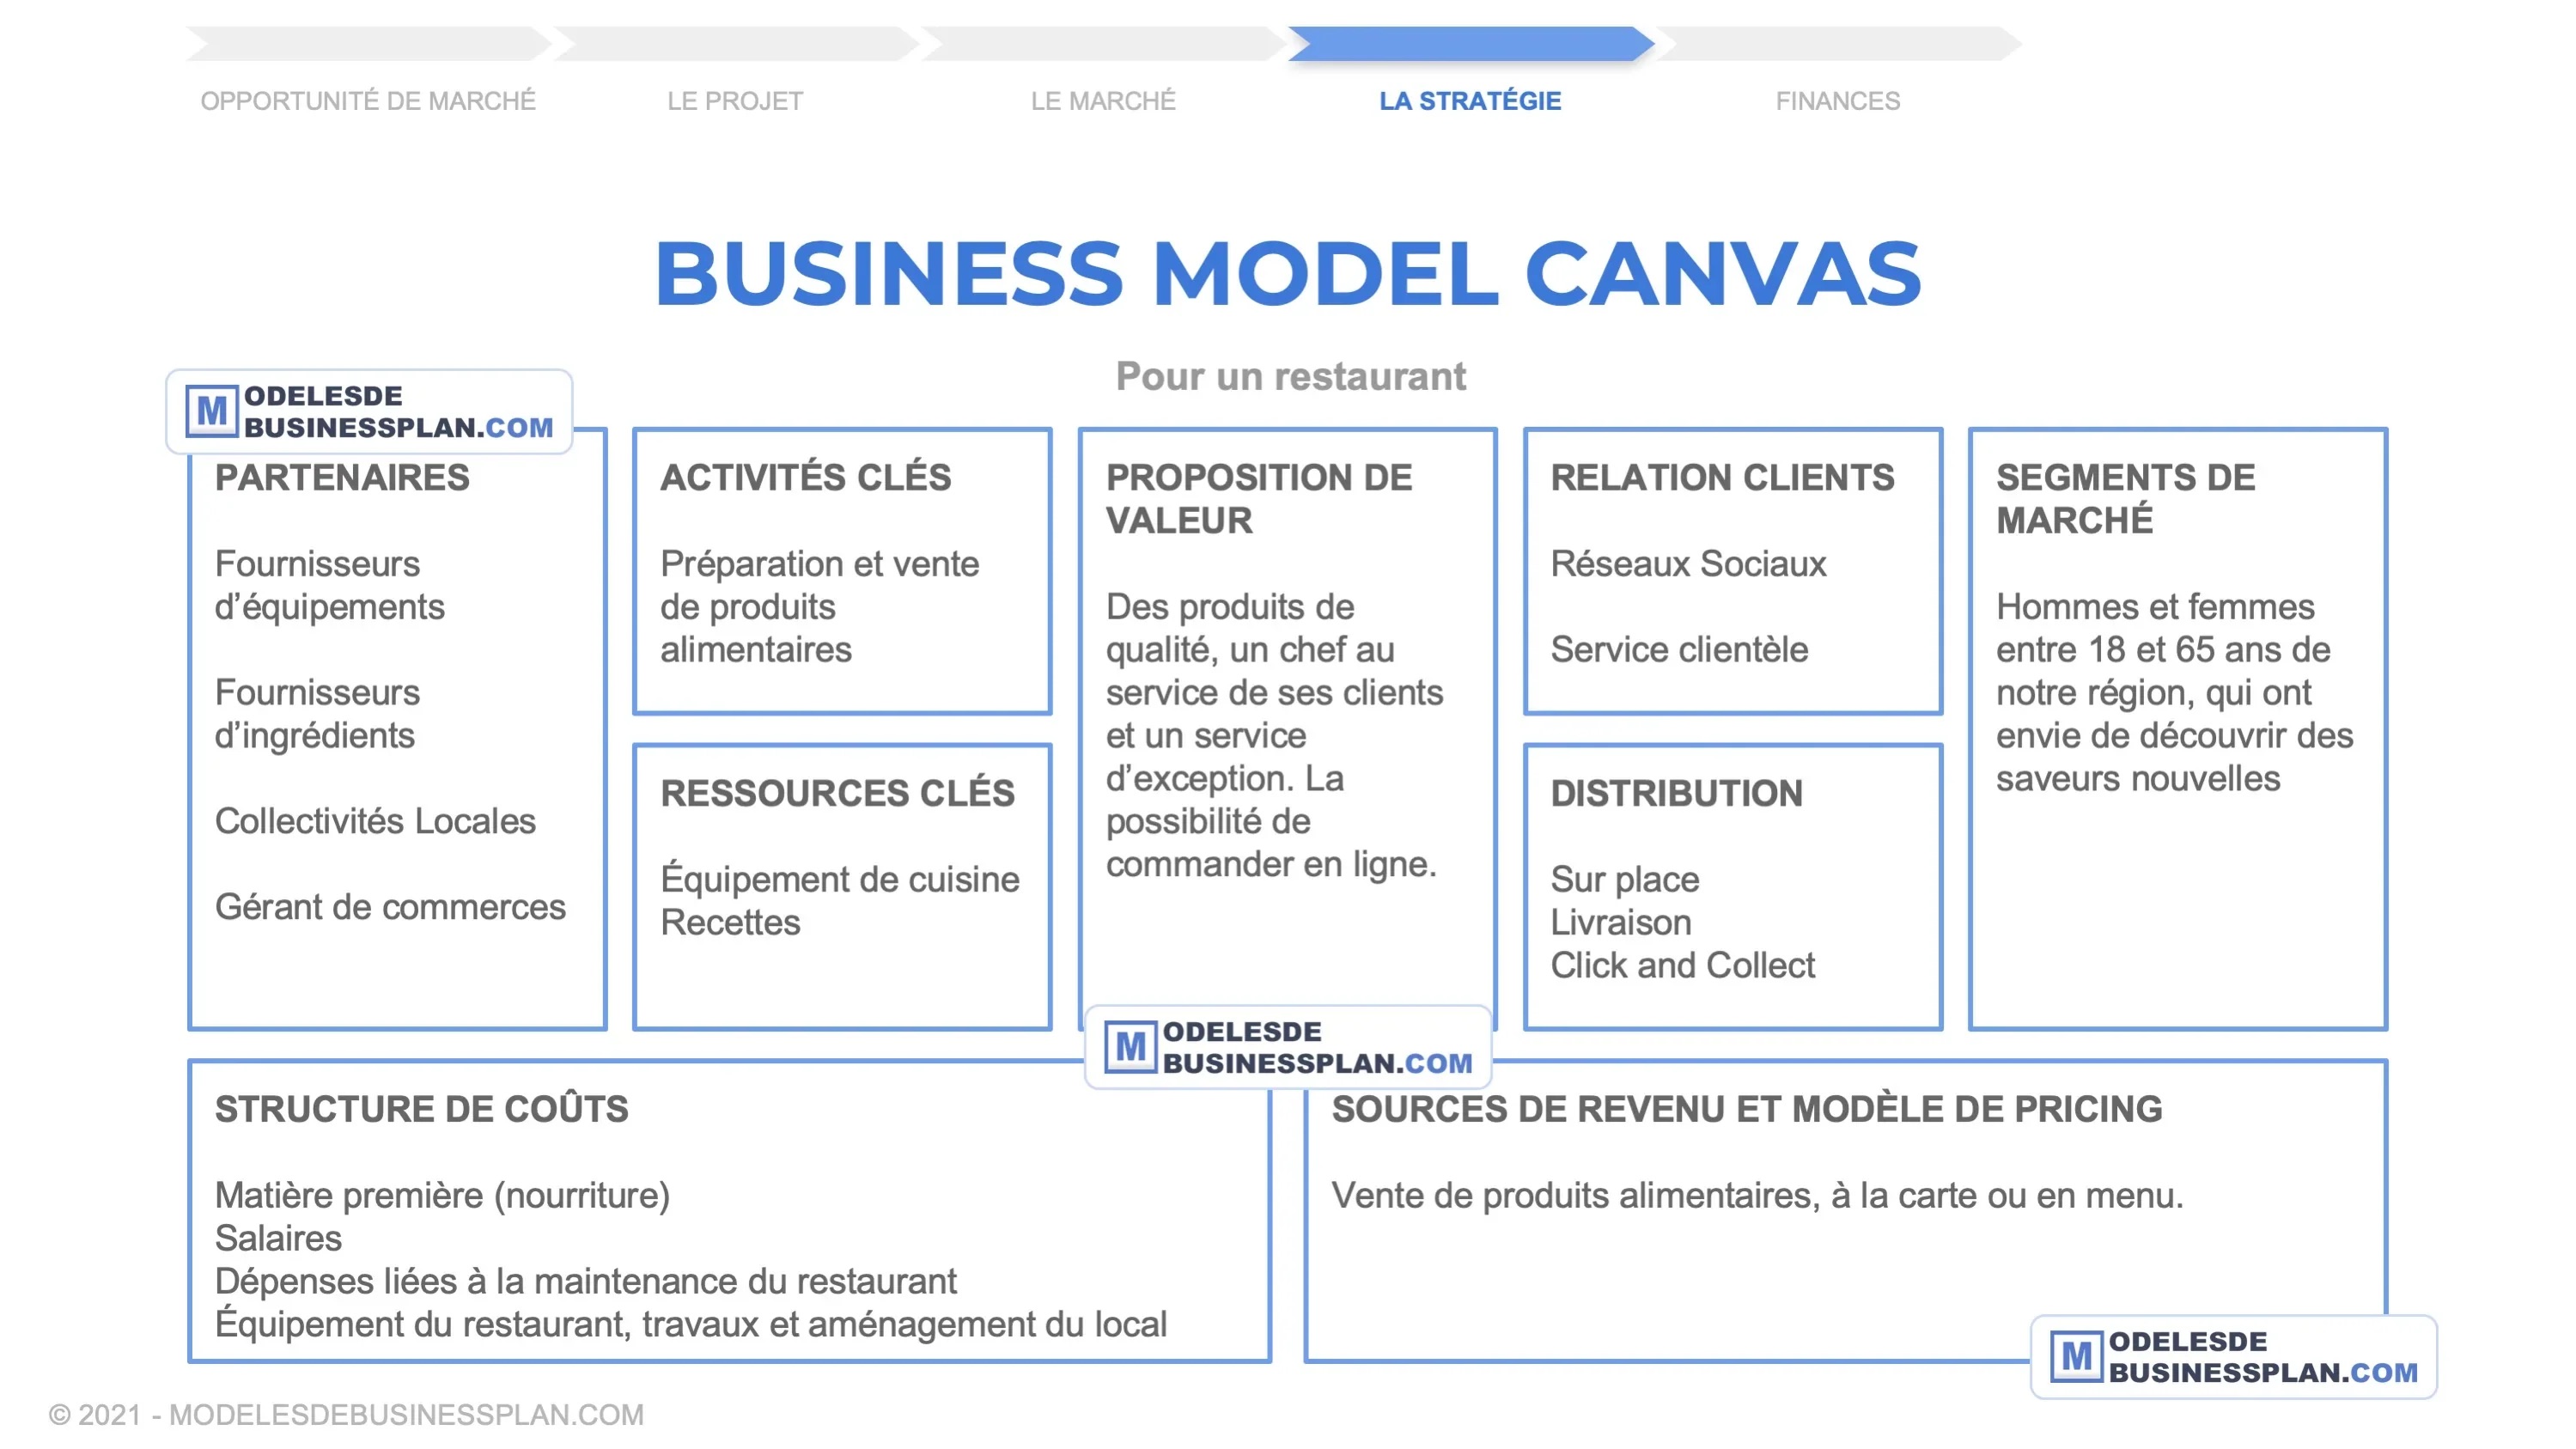 OPPORTUNITÉ DE MARCHÉ
LE PROJET
LE MARCHÉ
LA STRATÉGIE
FINANCES
BUSINESS MODEL CANVAS
Pour un restaurant
MODELESDE
BUSINESSPLAN.COM
PARTENAIRES
Fournisseurs
d’équipements
Fournisseurs
d’ingrédients
Collectivités Locales
Gérant de commerces
ACTIVITÉS CLÉS
Préparation et vente
de produits
alimentaires
RESSOURCES CLÉS
Équipement de cuisine
Recettes
PROPOSITION DE
VALEUR
Des produits de
qualité, un chef au
service de ses clients
et un service
d’exception. La
possibilité de
commander en ligne.
RELATION CLIENTS
Réseaux Sociaux
Service clientèle
DISTRIBUTION
Sur place
Livraison
Click and Collect
SEGMENTS DE
MARCHÉ
Hommes et femmes
entre 18 et 65 ans de
notre région, qui ont
envie de découvrir des
saveurs nouvelles
MODELESDE
BUSINESSPLAN.COM
STRUCTURE DE COÛTS
Matière première (nourriture)
Salaires
Dépenses liées à la maintenance du restaurant
Équipement du restaurant, travaux et aménagement du local
SOURCES DE REVENU ET MODÈLE DE PRICING
Vente de produits alimentaires, à la carte ou en menu.
MODELESDE
BUSINESSPLAN.COM
© 2021 - MODELESDEBUSINESSPLAN.COM